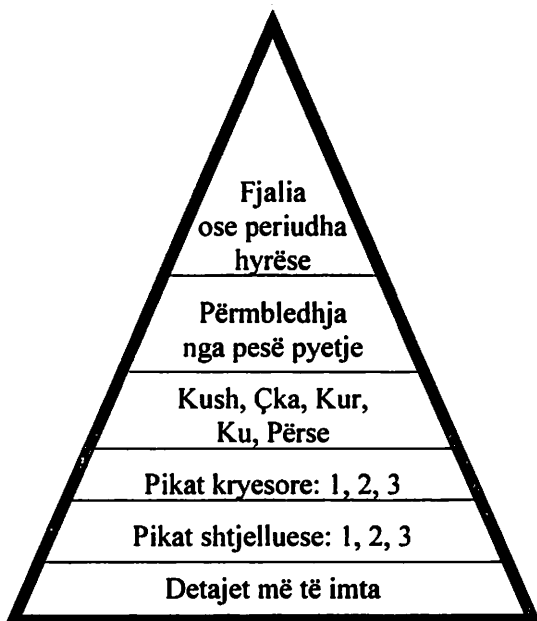 Fjalia
ose periudha
hyrëse
Përmbledhja
nga pesë pyetje
Kush, Çka, Kur,
Ku, Përse
Pikat kryesore: 1, 2, 3
Pikat shtjelluese: 1, 2, 3
Detajet më të imta